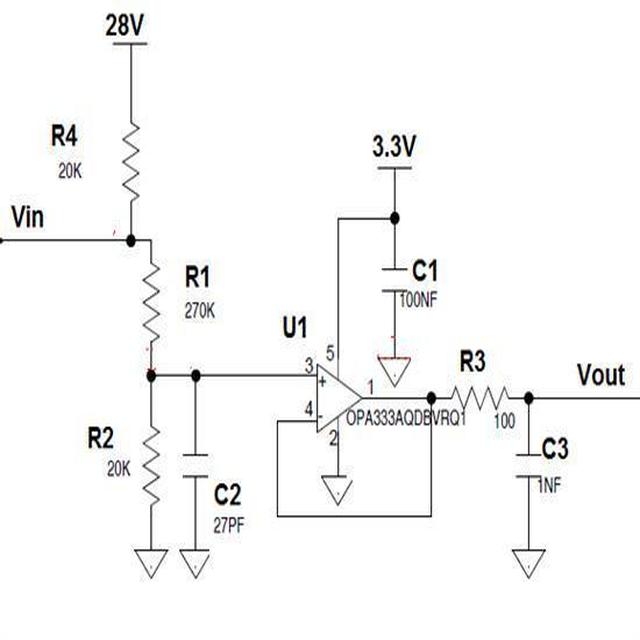 28V
R4
20K
3.3V
Vin
R1
270K
C1
100NF
U1
5
3
+
1
R3
Vout
4
-
OPA333AQDBVRQ1
100
2
R2
20K
C2
27PF
C3
1NF